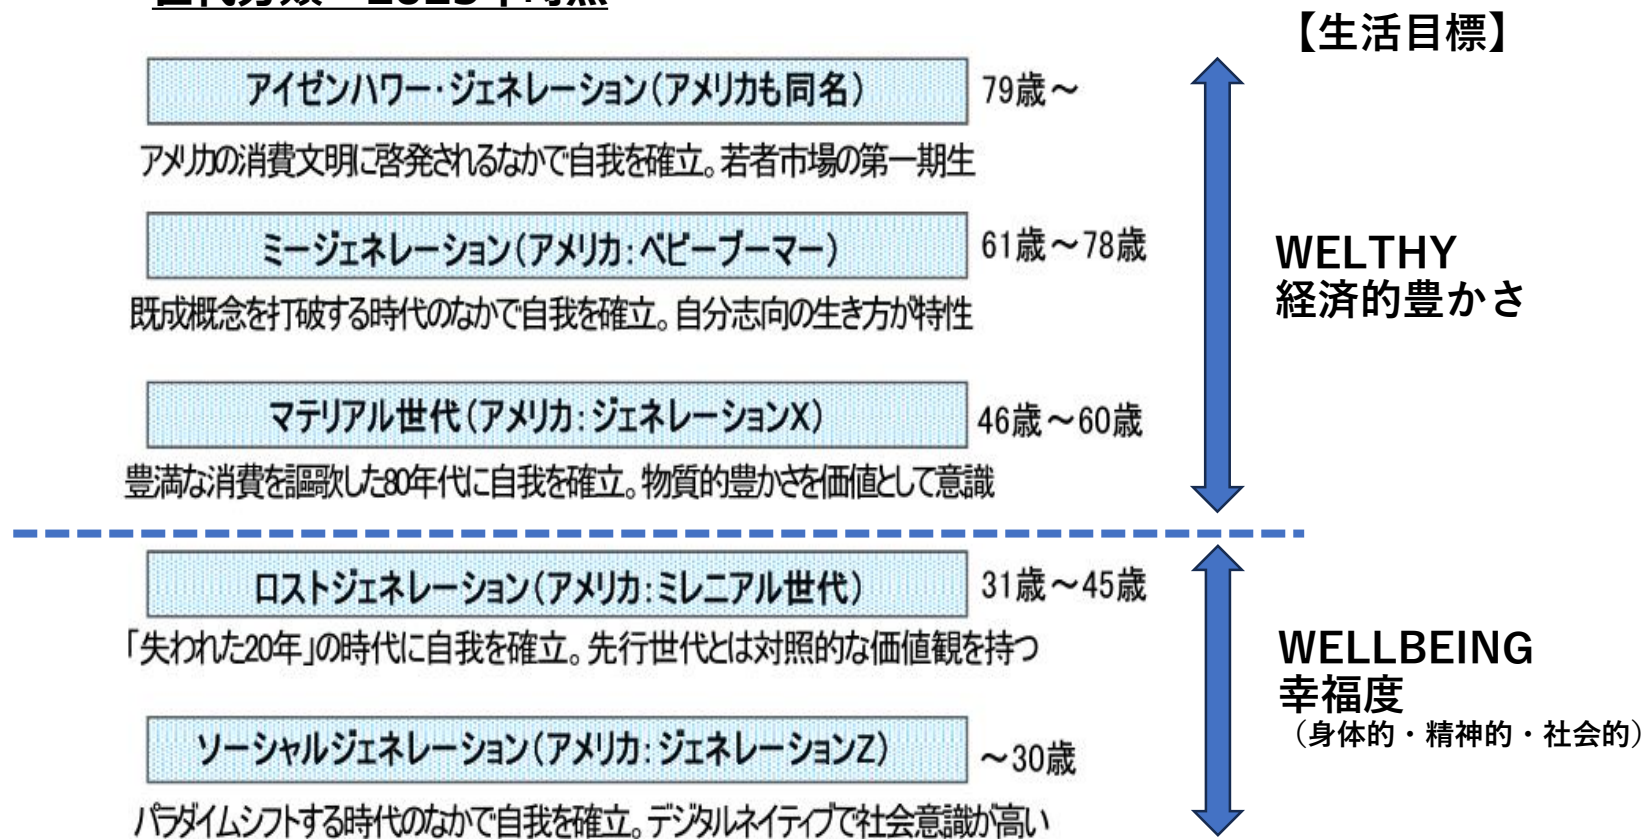 【生活目標】
アイゼンハワー・ジェネレーション（アメリカも同名）
79歳～
アメリカの消費文明に啓発されるなかで自我を確立。若者市場の第一期生
ミージェネレーション（アメリカ：ベビーブーマー）
61歳～78歳
既成概念を打破する時代のなかで自我を確立。自分志向の生き方が特性
WELTHY
経済的豊かさ
マテリアル世代（アメリカ：ジェネレーションX）
46歳～60歳
豊満な消費を謳歌した80年代に自我を確立。物質的豊かさを価値として意識
ロストジェネレーション（アメリカ：ミレニアル世代）
31歳～45歳
「失われた20年」の時代に自我を確立。先行世代とは対照的な価値観を持つ
WELLBEING
幸福度
（身体的・精神的・社会的）
ソーシャルジェネレーション（アメリカ：ジェネレーションZ）
～30歳
パラダイムシフトする時代のなかで自我を確立。デジタルネイティブで社会意識が高い